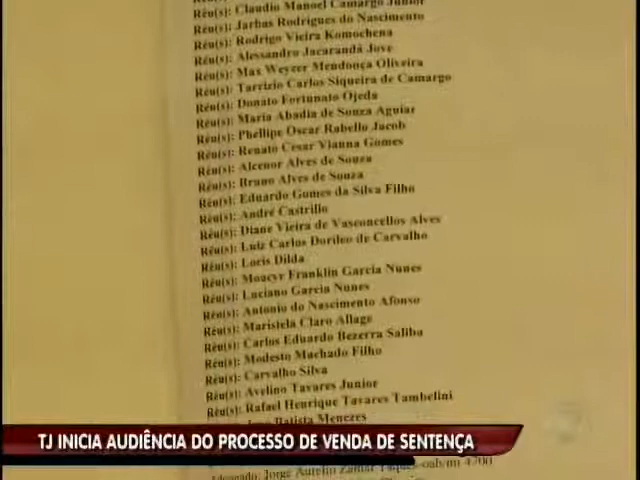 Réu(s): Claudio Manoel Camargo Junior
Réu(s): Jarbas Rodrigues do Nascimento
Réu(s): Rodrigo Vieira Komochena
Réu(s): Alessandro Jacarandá Jove
Réu(s): Max Weyzer Mendonça Oliveira
Réu(s): Tarcizio Carlos Siqueira de Camargo
Réu(s): Donato Fortunato Ojeda
Réu(s): Maria Abadia de Souza Aguiar
Réu(s): Phellipe Oscar Rabello Jacob
Réu(s): Renato Cesar Vianna Gomes
Réu(s): Alcenor Alves de Souza
Réu(s): Bruno Alves de Souza
Réu(s): Eduardo Gomes da Silva Filho
Réu(s): André Castrillo
Réu(s): Diane Vieira de Vasconcellos Alves
Réu(s): Luiz Carlos Dorileo de Carvalho
Réu(s): Loris Dilda
Réu(s): Moacyr Franklin Garcia Nunes
Réu(s): Luciano Garcia Nunes
Réu(s): Antonio do Nascimento Afonso
Réu(s): Maristela Claro Allage
Réu(s): Carlos Eduardo Bezerra Saliba
Réu(s): Modesto Machado Filho
Réu(s): Carvalho Silva
Réu(s): Avelino Tavares Junior
Réu(s): Rafael Henrique Tavares Tambelini
Batista Menezes
TJ INICIA AUDIÊNCIA DO PROCESSO DE VENDA DE SENTENÇA
Jorge Aurelio Zamar Taques